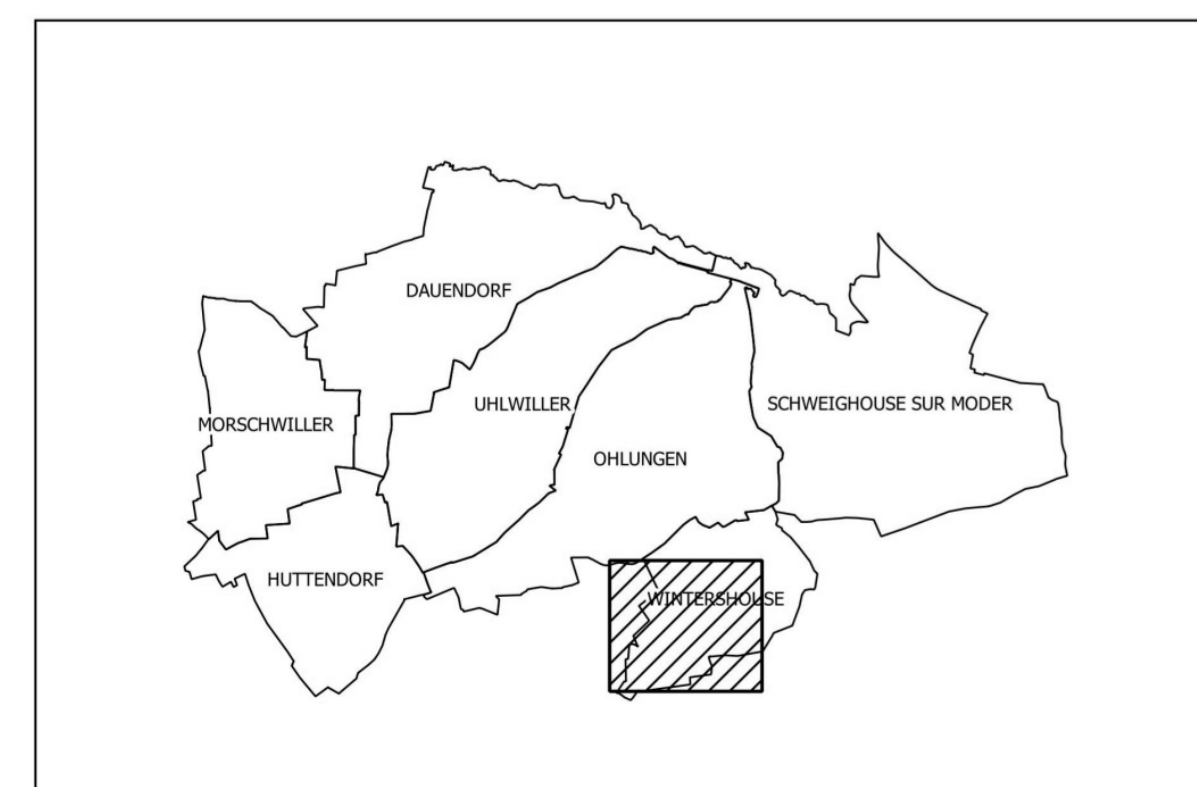 DAUENDORF
UHLWILLER
SCHWEIGHOUSE SUR MODER
MORSCHWILLER
OHLUNGEN
HUTTENDORF
WINTERSHOUSE